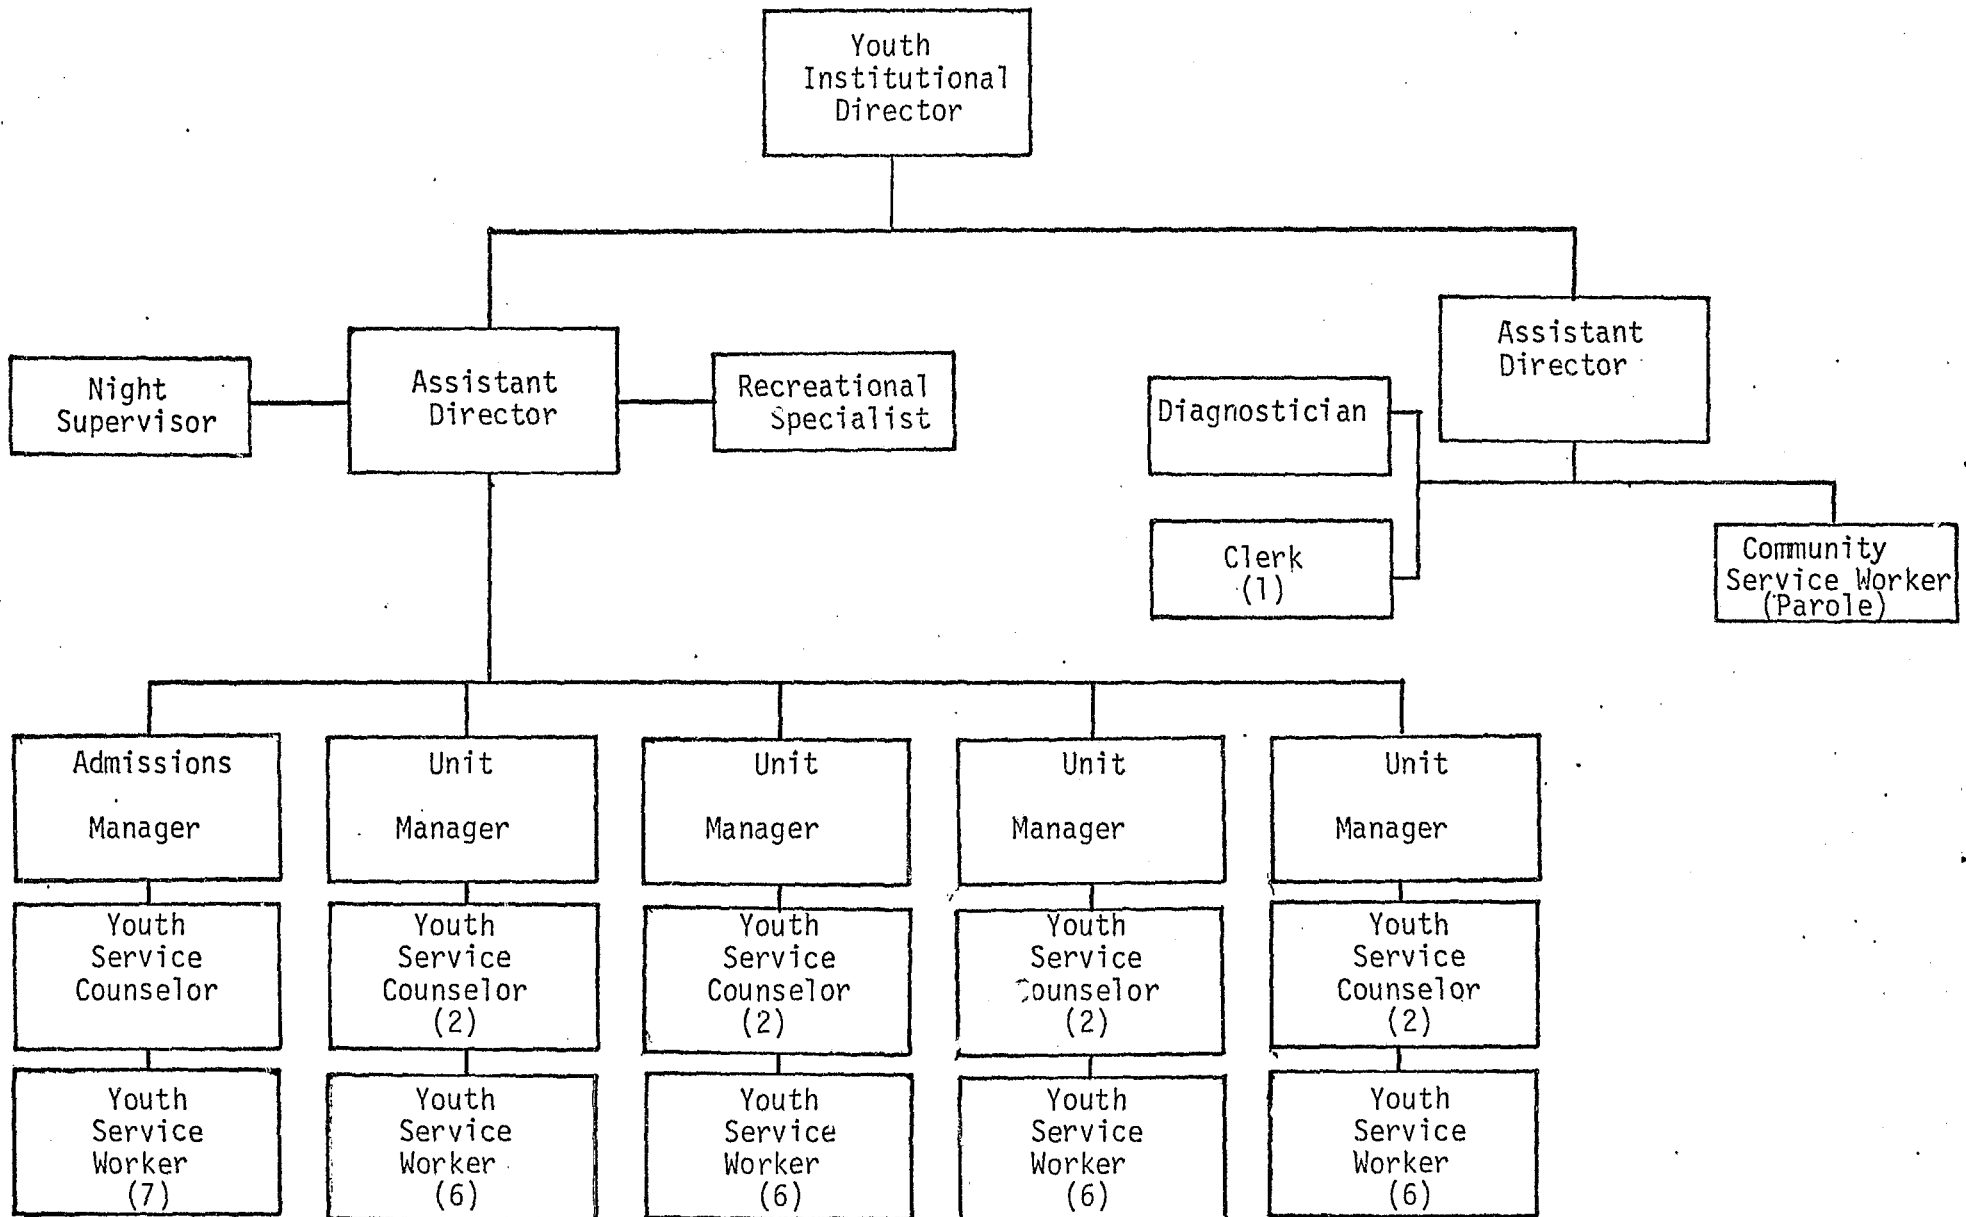 Youth
Institutional
Director
Assistant
Director
Night
Supervisor
Assistant
Director
Recreational
Specialist
Diagnostician
Clerk
(1)
Community
Service Worker
(Parole)
Admissions
Manager
Unit
Manager
Unit
Manager
Unit
Manager
Unit
Manager
Youth
Service
Counselor
Youth
Service
Counselor
(2)
Youth
Service
Counselor
(2)
Youth
Service
Counselor
(2)
Youth
Service
Counselor
(2)
Youth
Service
Worker
(7)
Youth
Service
Worker
(6)
Youth
Service
Worker
(6)
Youth
Service
Worker
(6)
Youth
Service
Worker
(6)